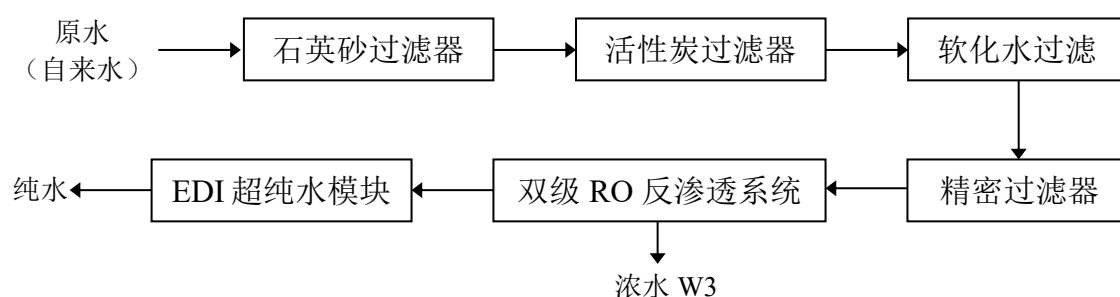 原水
（自来水）
石英砂过滤器
活性炭过滤器
软化水过滤
纯水
EDI 超纯水模块
双级 RO 反渗透系统
精密过滤器
浓水 W3